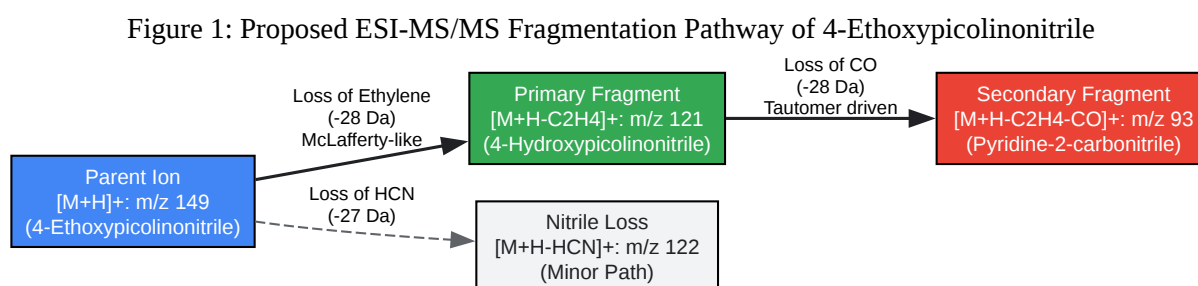 Figure 1: Proposed ESI-MS/MS Fragmentation Pathway of 4-Ethoxypicolinonitrile
Parent Ion
[M+H]+: m/z 149
(4-Ethoxypicolinonitrile)
Loss of Ethylene
(-28 Da)
McLafferty-like
Primary Fragment
[M+H-C2H4]+: m/z 121
(4-Hydroxypicolinonitrile)
Loss of CO
(-28 Da)
Tautomer driven
Secondary Fragment
[M+H-C2H4-CO]+: m/z 93
(Pyridine-2-carbonitrile)
Loss of HCN
(-27 Da)
Nitrile Loss
[M+H-HCN]+: m/z 122
(Minor Path)